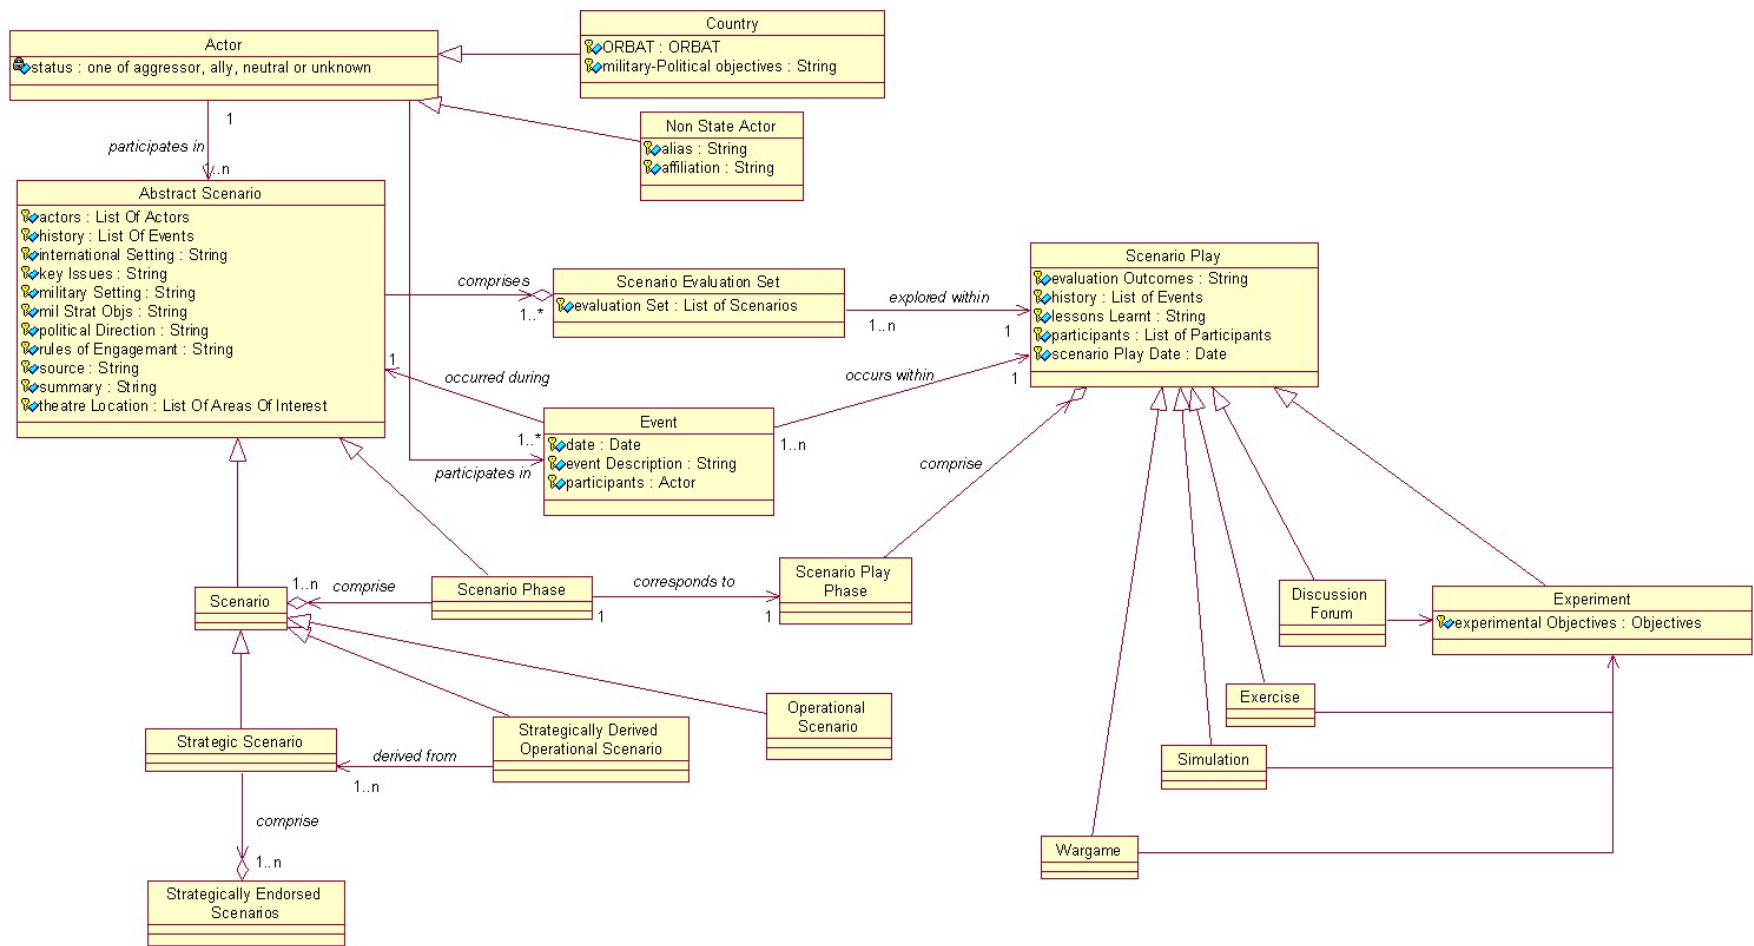 Actor
status : one of aggressor, ally, neutral or unknown
Country
ORBAT : ORBAT
military-Political objectives : String
Non State Actor
alias : String
affiliation : String
1
participates in
1..n
Abstract Scenario
actors : List Of Actors
history : List Of Events
international Setting : String
key Issues : String
military Setting : String
mil Strat Objs : String
political Direction : String
rules of Engagemant : String
source : String
summary : String
theatre Location : List Of Areas Of Interest
comprises
1..*
Scenario Evaluation Set
evaluation Set : List of Scenarios
explored within
1..n
1
Scenario Play
evaluation Outcomes : String
history : List of Events
lessons Learnt : String
participants : List of Participants
scenario Play Date : Date
1
occurred during
1..*
participates in
Event
date : Date
event Description : String
participants : Actor
occurs within
1
1..n
comprise
Scenario
1..n
comprise
Scenario Phase
corresponds to
1
1
Scenario Play
Phase
Discussion
Forum
Experiment
experimental Objectives : Objectives
Exercise
Simulation
Wargame
Operational
Scenario
Strategically Derived
Operational Scenario
derived from
1..n
Strategic Scenario
comprise
1..n
Strategically Endorsed
Scenarios